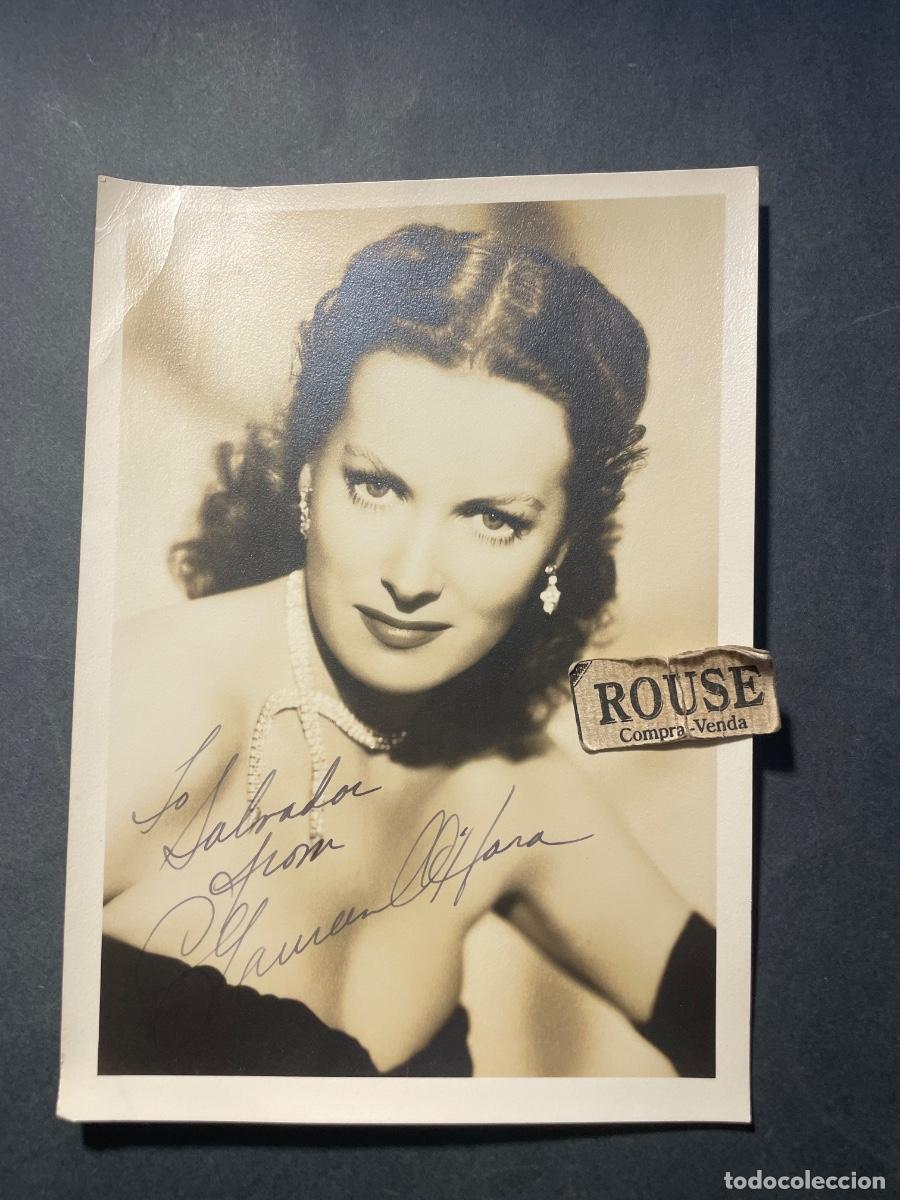 ROUSE
Compra-Venda
To
Salvador
from
Maureen O'Hara
todocoleccion